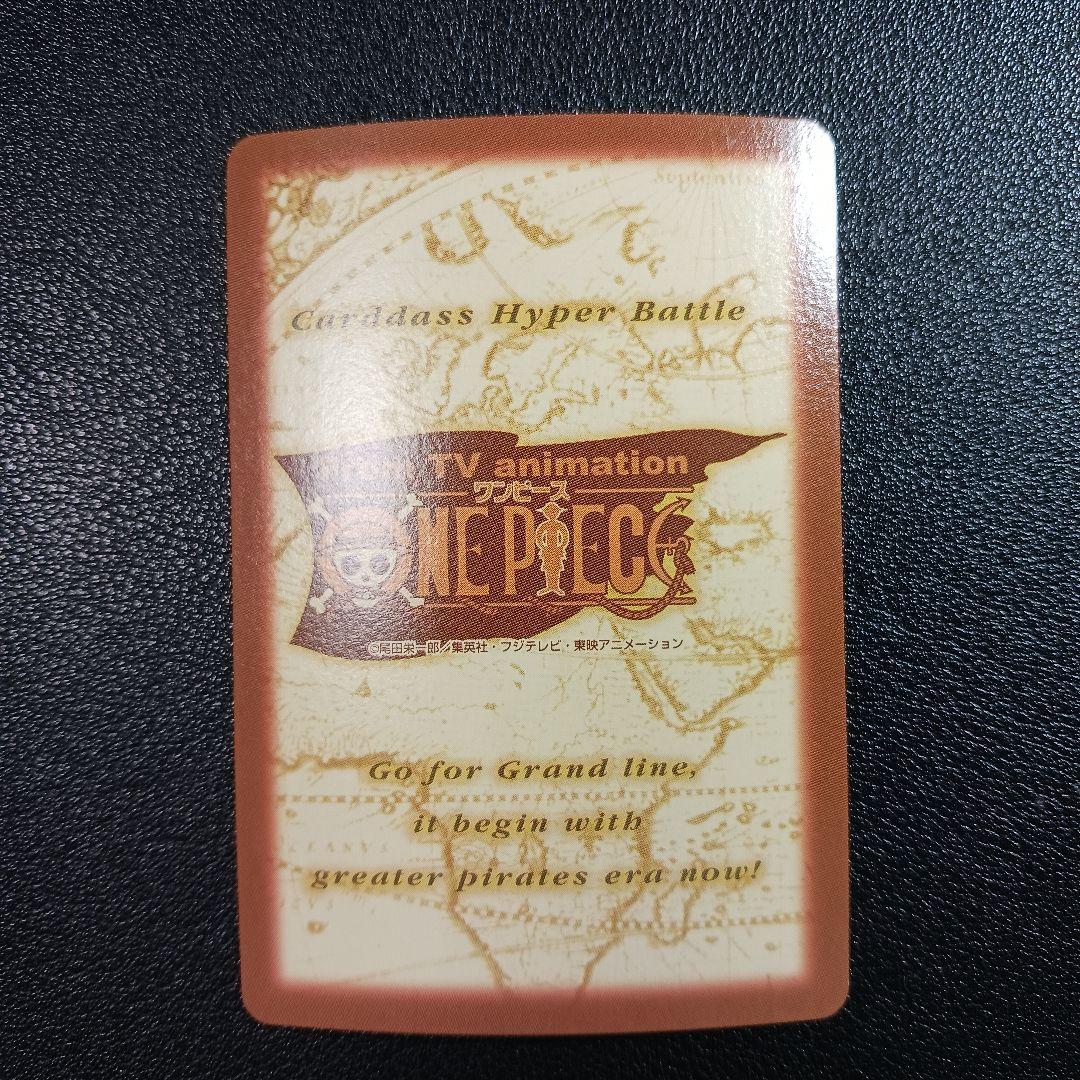 Carddass Hyper Battle
From TV animation
ワンピース
ONE PIECE
©尾田栄一郎/集英社・フジテレビ・東映アニメーション
Go for Grand line,
it begin with
greater pirates era now!